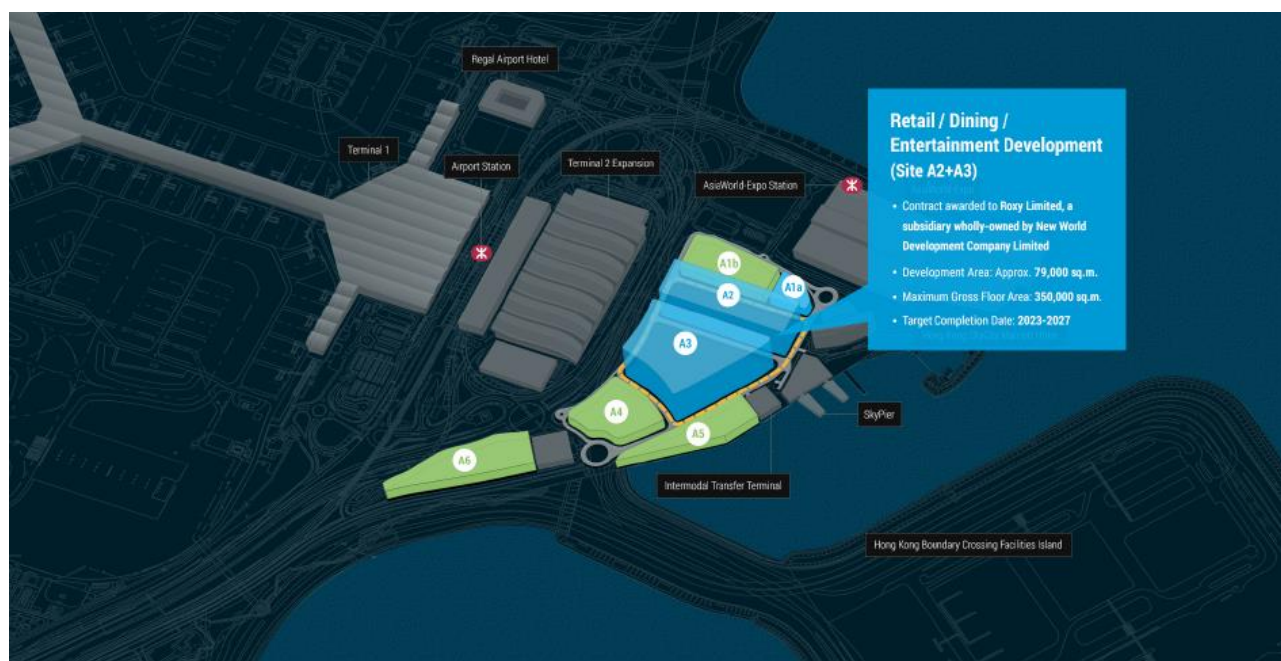 Regal Airport Hotel
Terminal 1
Airport Station
Terminal 2 Expansion
AsiaWorld-Expo Station
Retail / Dining /
Entertainment Development
(Site A2+A3)
• Contract awarded to Roxy Limited, a
subsidiary wholly-owned by New World
Development Company Limited
• Development Area: Approx. 79,000 sq.m.
• Maximum Gross Floor Area: 350,000 sq.m.
• Target Completion Date: 2023-2027
A1b
A1a
A2
A3
A4
A5
A6
SkyPier
Intermodal Transfer Terminal
Hong Kong Boundary Crossing Facilities Island